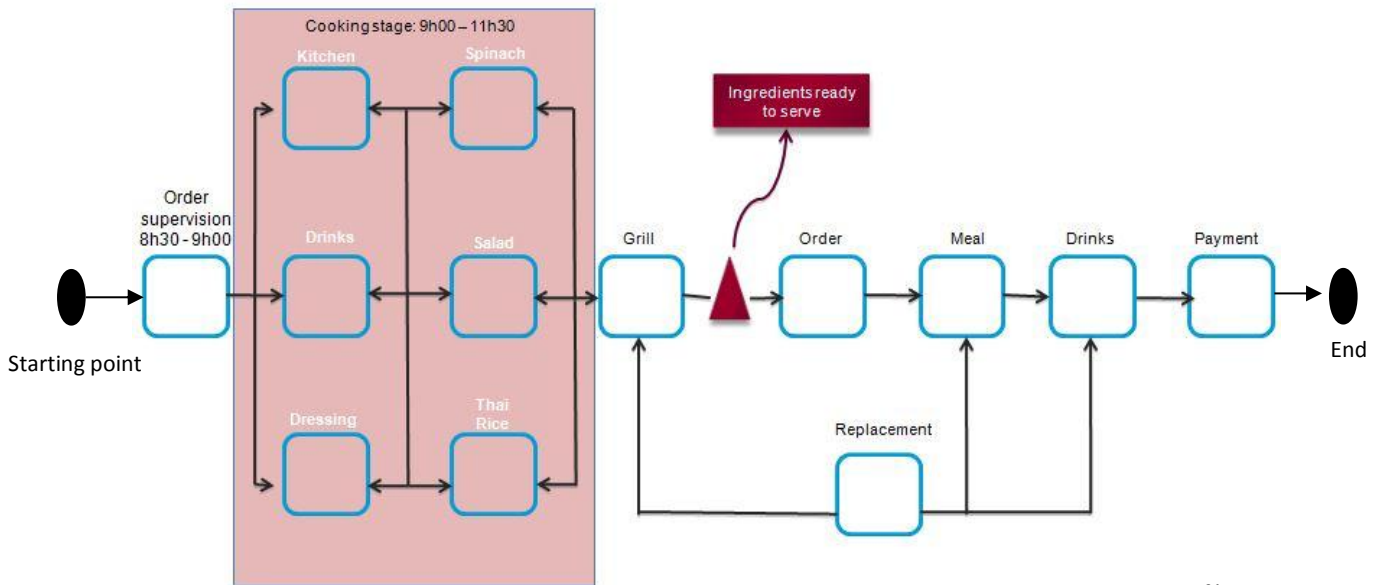 Cooking stage: 9h00 – 11h30
Kitchen
Spinach
Ingredients ready
to serve
Order
supervision
8h30 - 9h00
Drinks
Salad
Grill
Order
Meal
Drinks
Payment
Starting point
End
Dressing
Thai
Rice
Replacement